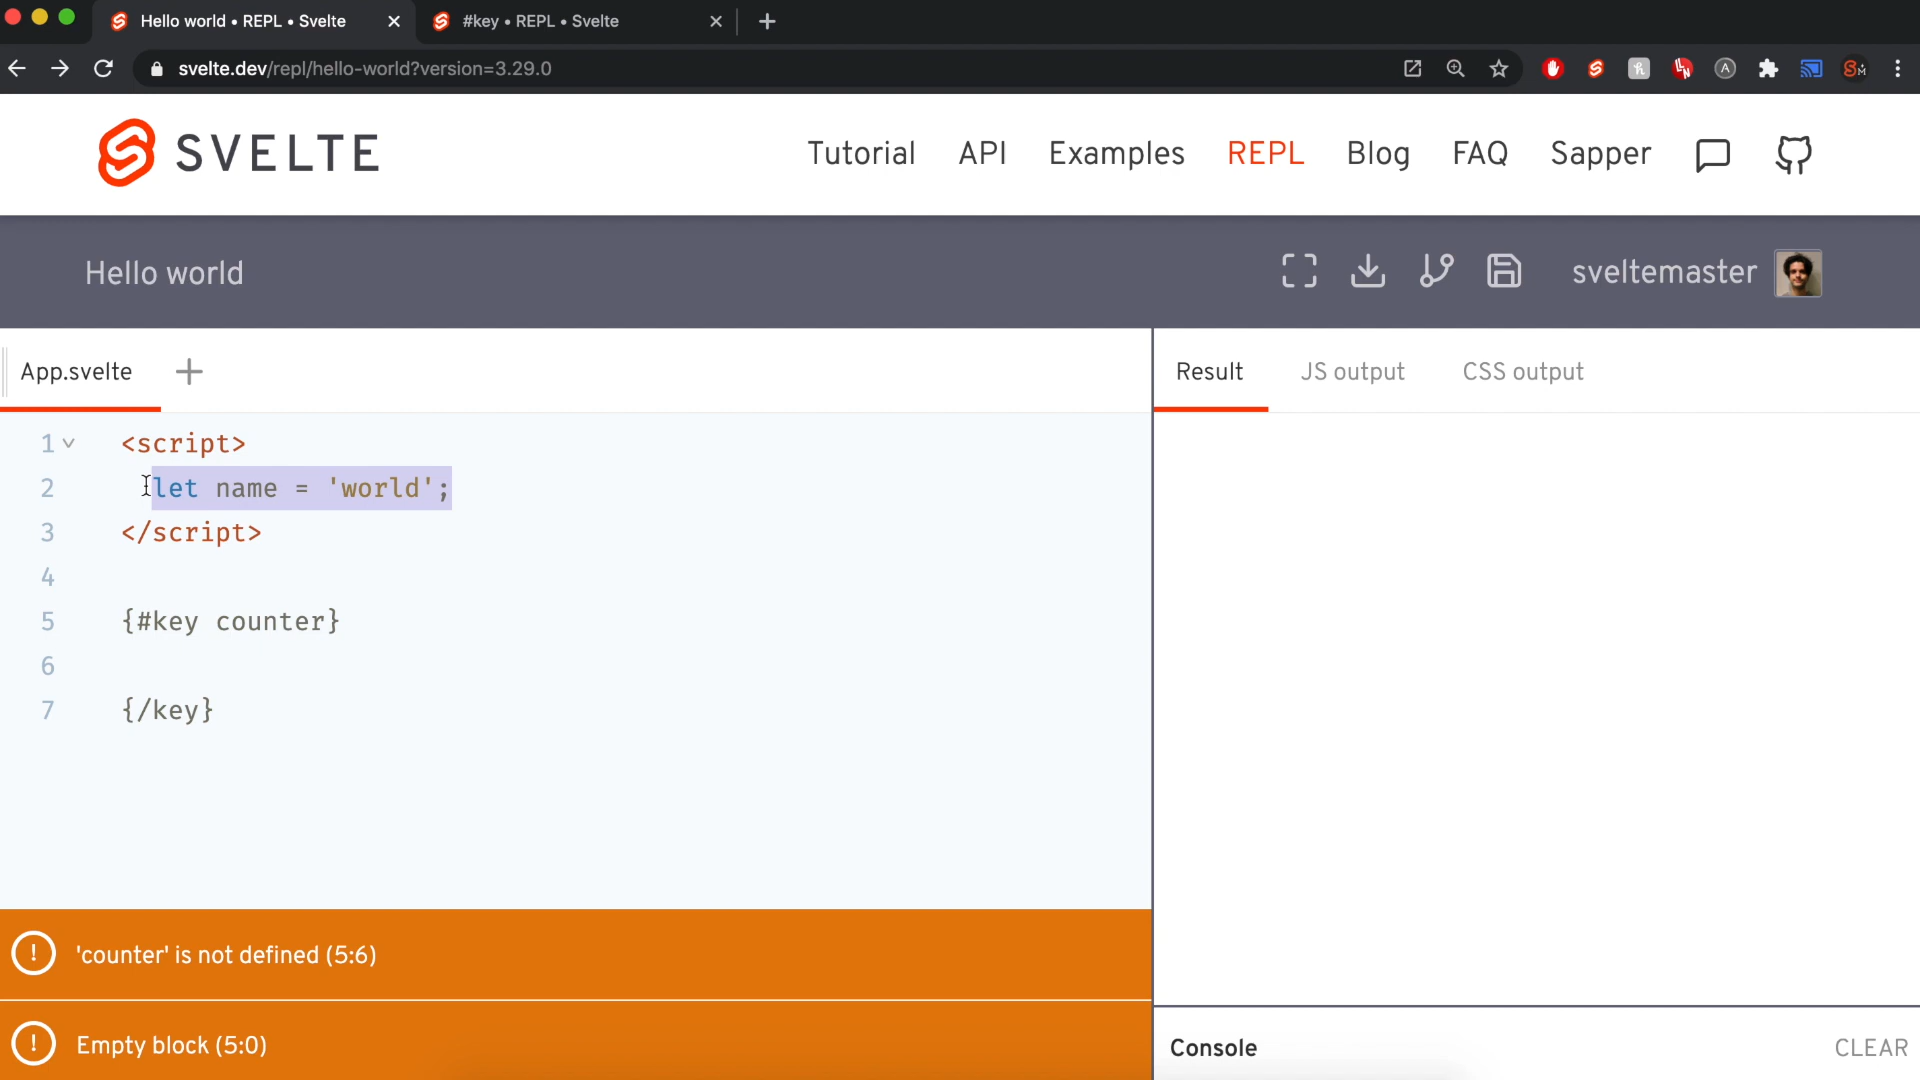 Hello world • REPL • Svelte
#key • REPL • Svelte
svelte.dev/repl/hello-world?version=3.29.0
SVELTE
Tutorial API Examples REPL Blog FAQ Sapper
Hello world
sveltemaster
App.svelte
Result JS output CSS output
1 <script>
2 let name = 'world';
3 </script>
4
5 {#key counter}
6
7 {/key}
! 'counter' is not defined (5:6)
! Empty block (5:0)
Console
CLEAR